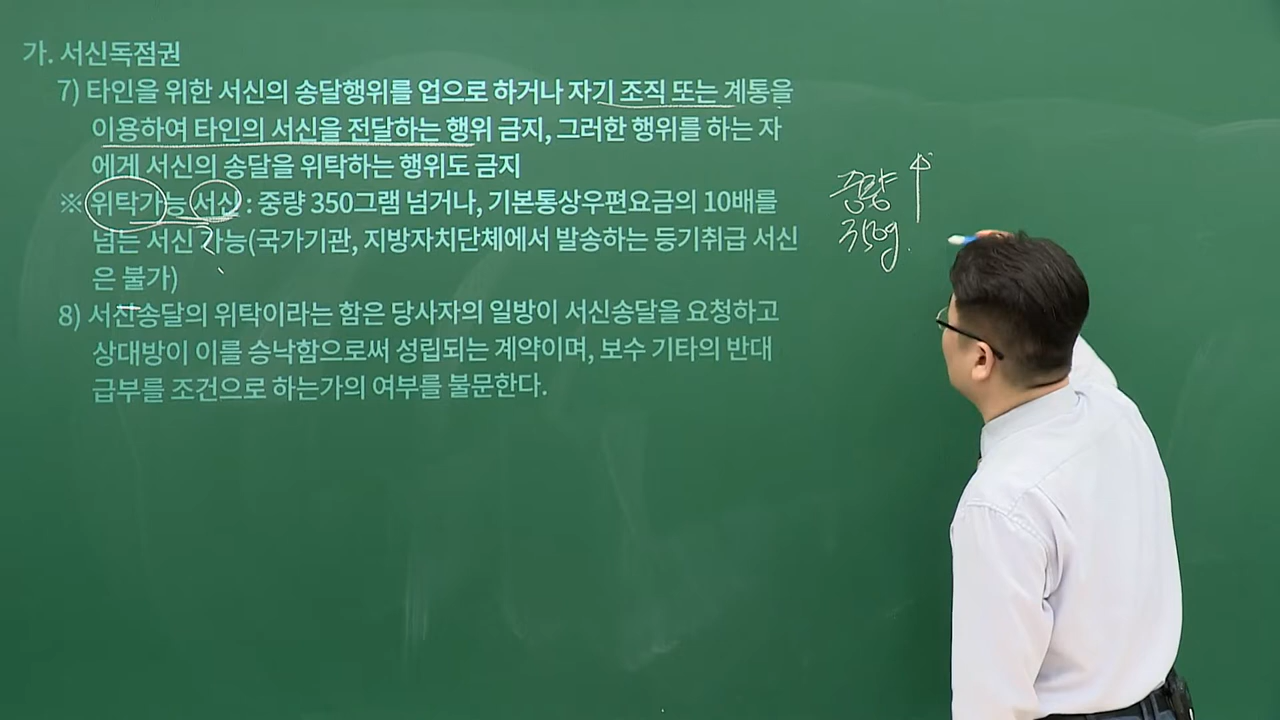 가. 서신독점권
7) 타인을 위한 서신의 송달행위를 업으로 하거나 자기 조직 또는 계통을
이용하여 타인의 서신을 전달하는 행위 금지, 그러한 행위를 하는 자
에게 서신의 송달을 위탁하는 행위도 금지
※ 위탁가능 서신 : 중량 350그램 넘거나, 기본통상우편요금의 10배를
넘는 서신 가능(국가기관, 지방자치단체에서 발송하는 등기취급 서신
은 불가)
8) 서신송달의 위탁이라는 함은 당사자의 일방이 서신송달을 요청하고
상대방이 이를 승낙함으로써 성립되는 계약이며, 보수 기타의 반대
급부를 조건으로 하는가의 여부를 불문한다.
중량 ↑
350g.